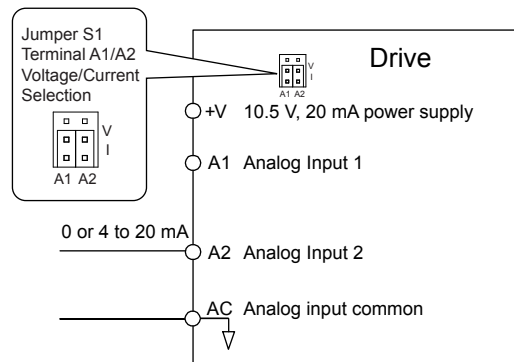 Jumper S1
Terminal A1/A2
Voltage/Current
Selection
V
I
A1 A2
V
I
A1 A2
Drive
+V 10.5 V, 20 mA power supply
A1 Analog Input 1
0 or 4 to 20 mA
A2 Analog Input 2
AC Analog input common